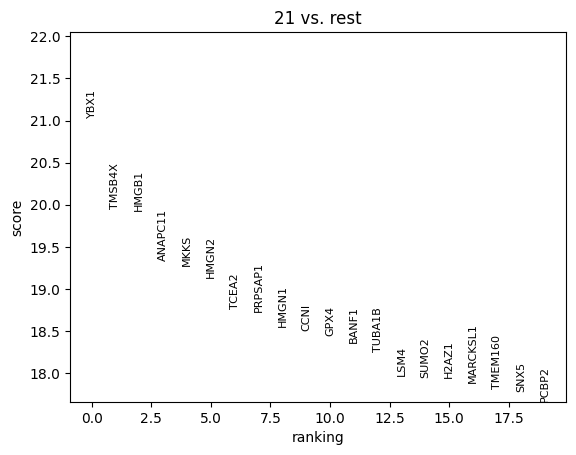 21 vs. rest
22.0
21.5
21.0
20.5
20.0
19.5
19.0
18.5
18.0
score
YBX1
TMSB4X
HMGB1
ANAPC11
MKKS
HMGN2
TCEA2
PRPSAP1
HMGN1
CCNI
GPX4
BANF1
TUBA1B
LSM4
SUMO2
H2AZ1
MARCKSL1
TMEM160
SNX5
PCBP2
0.0 2.5 5.0 7.5 10.0 12.5 15.0 17.5
ranking